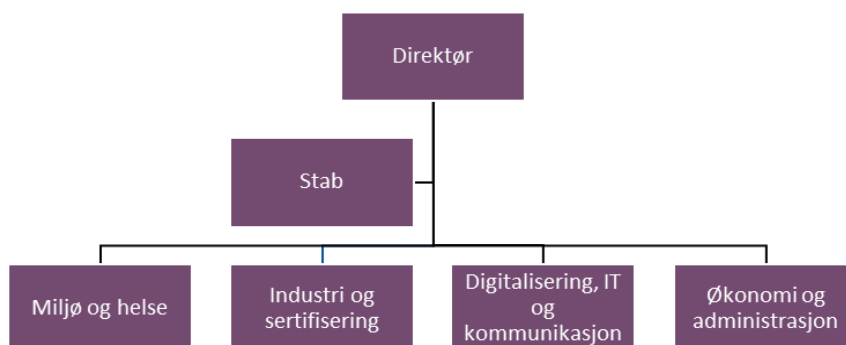 Direktør
Stab
Miljø og helse
Industri og
sertifisering
Digitalisering, IT
og
kommunikasjon
Økonomi og
administrasjon